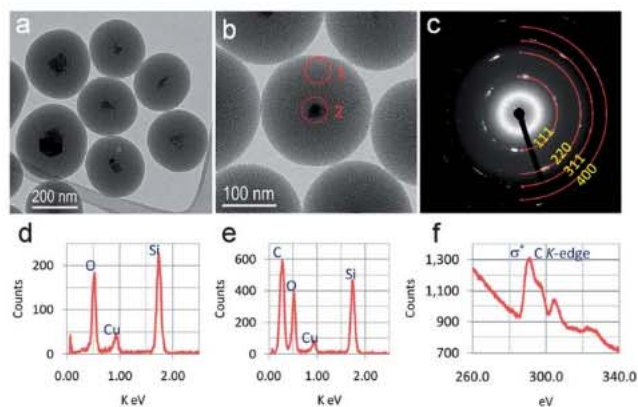 a
200 nm
b
1
2
100 nm
c
111
220
311
400
d
Counts
200
100
0
O
Cu
Si
0.00 1.00 2.00
K eV
e
Counts
600
400
200
0
C
O
Cu
Si
0.00 1.00 2.00
K eV
f
Counts
1,300
1,100
900
700
σ* C K-edge
260.0 300.0 340.0
eV